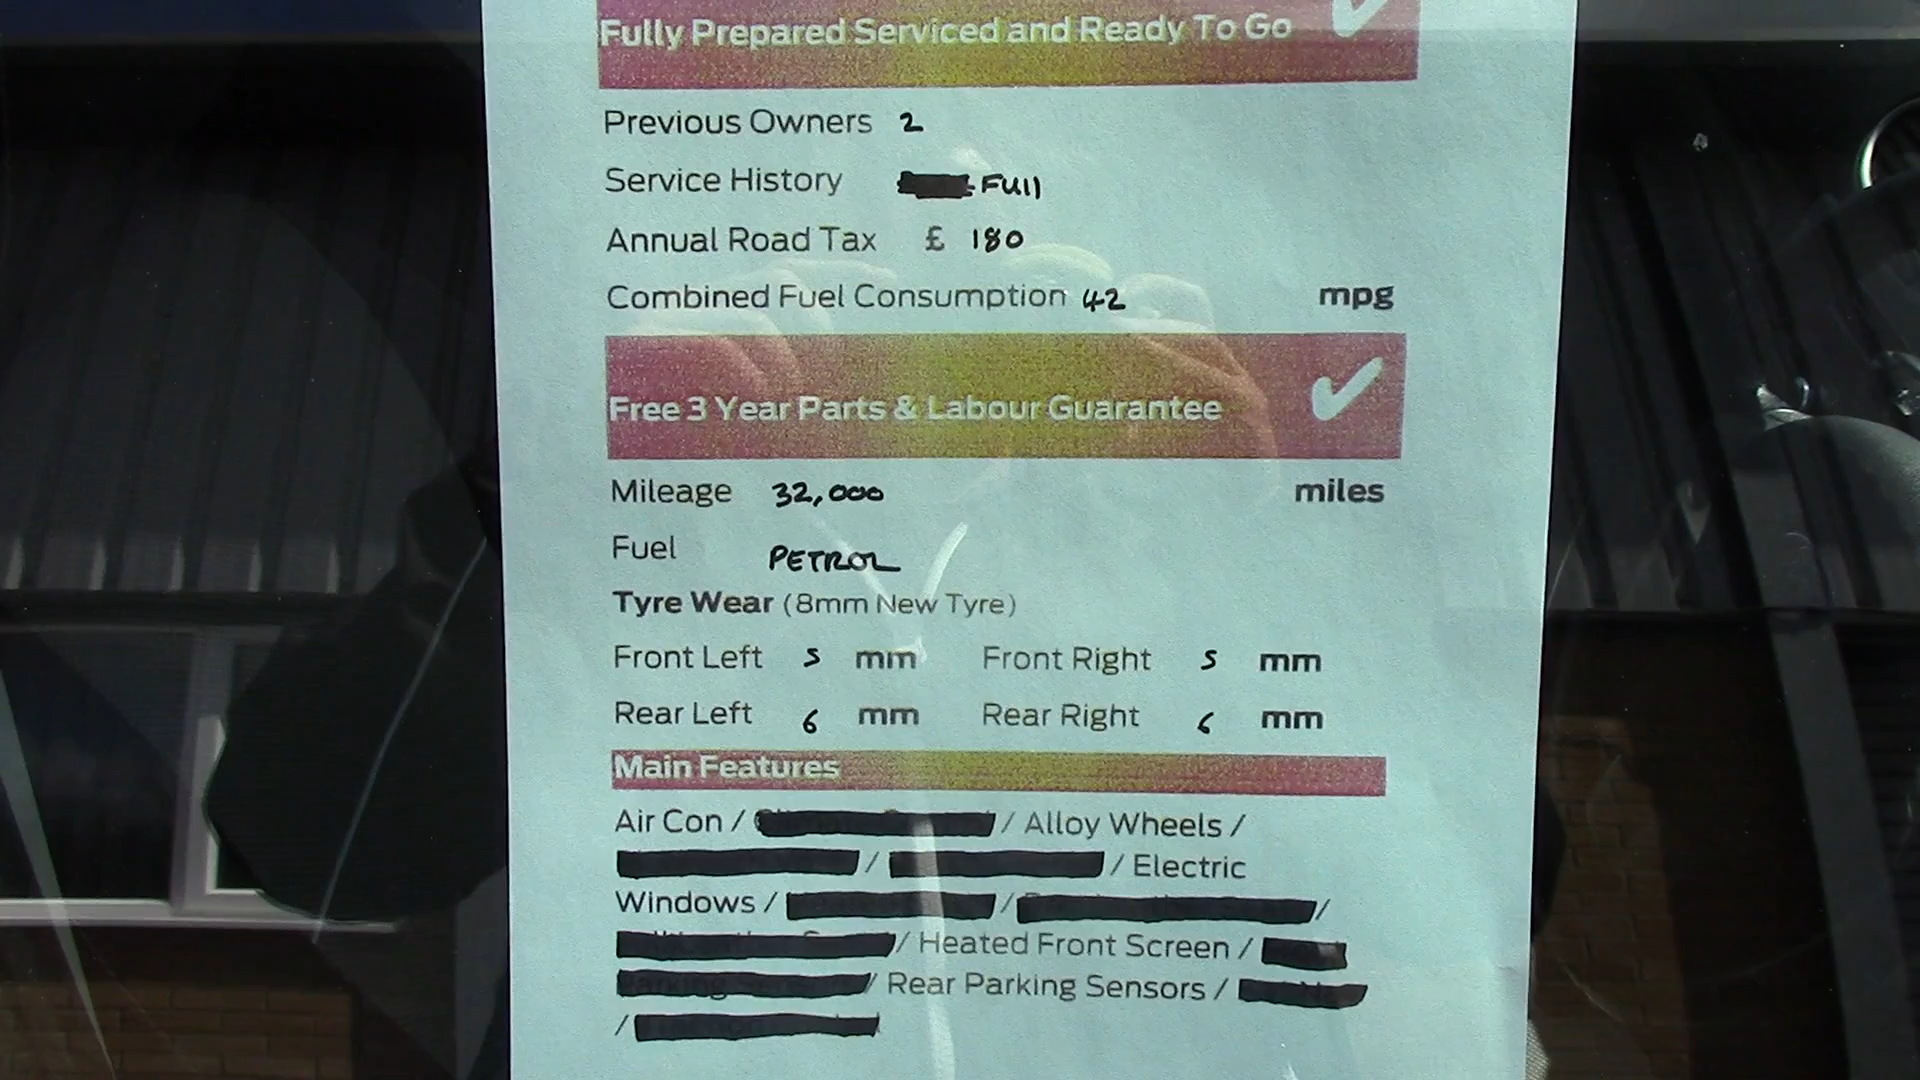 Fully Prepared Serviced and Ready To Go
Previous Owners 2
Service History Full
Annual Road Tax £ 180
Combined Fuel Consumption 42 mpg
Free 3 Year Parts & Labour Guarantee
Mileage 32,000 miles
Fuel PETROL
Tyre Wear (8mm New Tyre)
Front Left 5 mm Front Right 5 mm
Rear Left 6 mm Rear Right 6 mm
Main Features
Air Con / / Alloy Wheels /
/ / Electric
Windows / / /
/ Heated Front Screen /
/ Rear Parking Sensors /
/